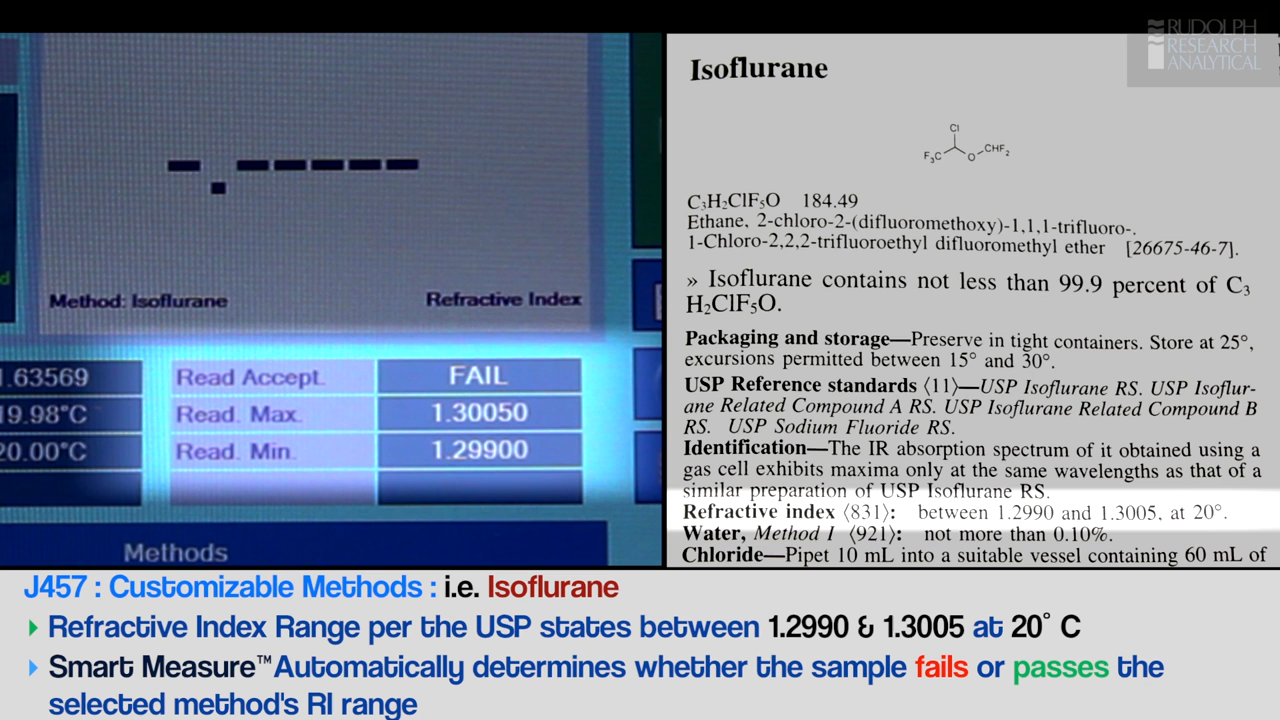 RUDOLPH
RESEARCH
ANALYTICAL
d
Method: Isoflurane
Refractive Index
1.63569
19.98°C
20.00°C
Read Accept.
FAIL
Read. Max.
1.30050
Read. Min.
1.29900
Methods
Isoflurane
Cl
F₃C
O
CHF₂
C₃H₂ClF₅O 184.49
Ethane, 2-chloro-2-(difluoromethoxy)-1,1,1-trifluoro-.
1-Chloro-2,2,2-trifluoroethyl difluoromethyl ether [26675-46-7].
» Isoflurane contains not less than 99.9 percent of C₃
H₂ClF₅O.
Packaging and storage—Preserve in tight containers. Store at 25°,
excursions permitted between 15° and 30°.
USP Reference standards ⟨11⟩—USP Isoflurane RS. USP Isoflur-
ane Related Compound A RS. USP Isoflurane Related Compound B
RS. USP Sodium Fluoride RS.
Identification—The IR absorption spectrum of it obtained using a
gas cell exhibits maxima only at the same wavelengths as that of a
similar preparation of USP Isoflurane RS.
Refractive index ⟨831⟩: between 1.2990 and 1.3005, at 20°.
Water, Method I ⟨921⟩: not more than 0.10%.
Chloride—Pipet 10 mL into a suitable vessel containing 60 mL of
J457 : Customizable Methods : i.e. Isoflurane
Refractive Index Range per the USP states between 1.2990 & 1.3005 at 20° C
Smart Measure™ Automatically determines whether the sample fails or passes the
selected method's RI range